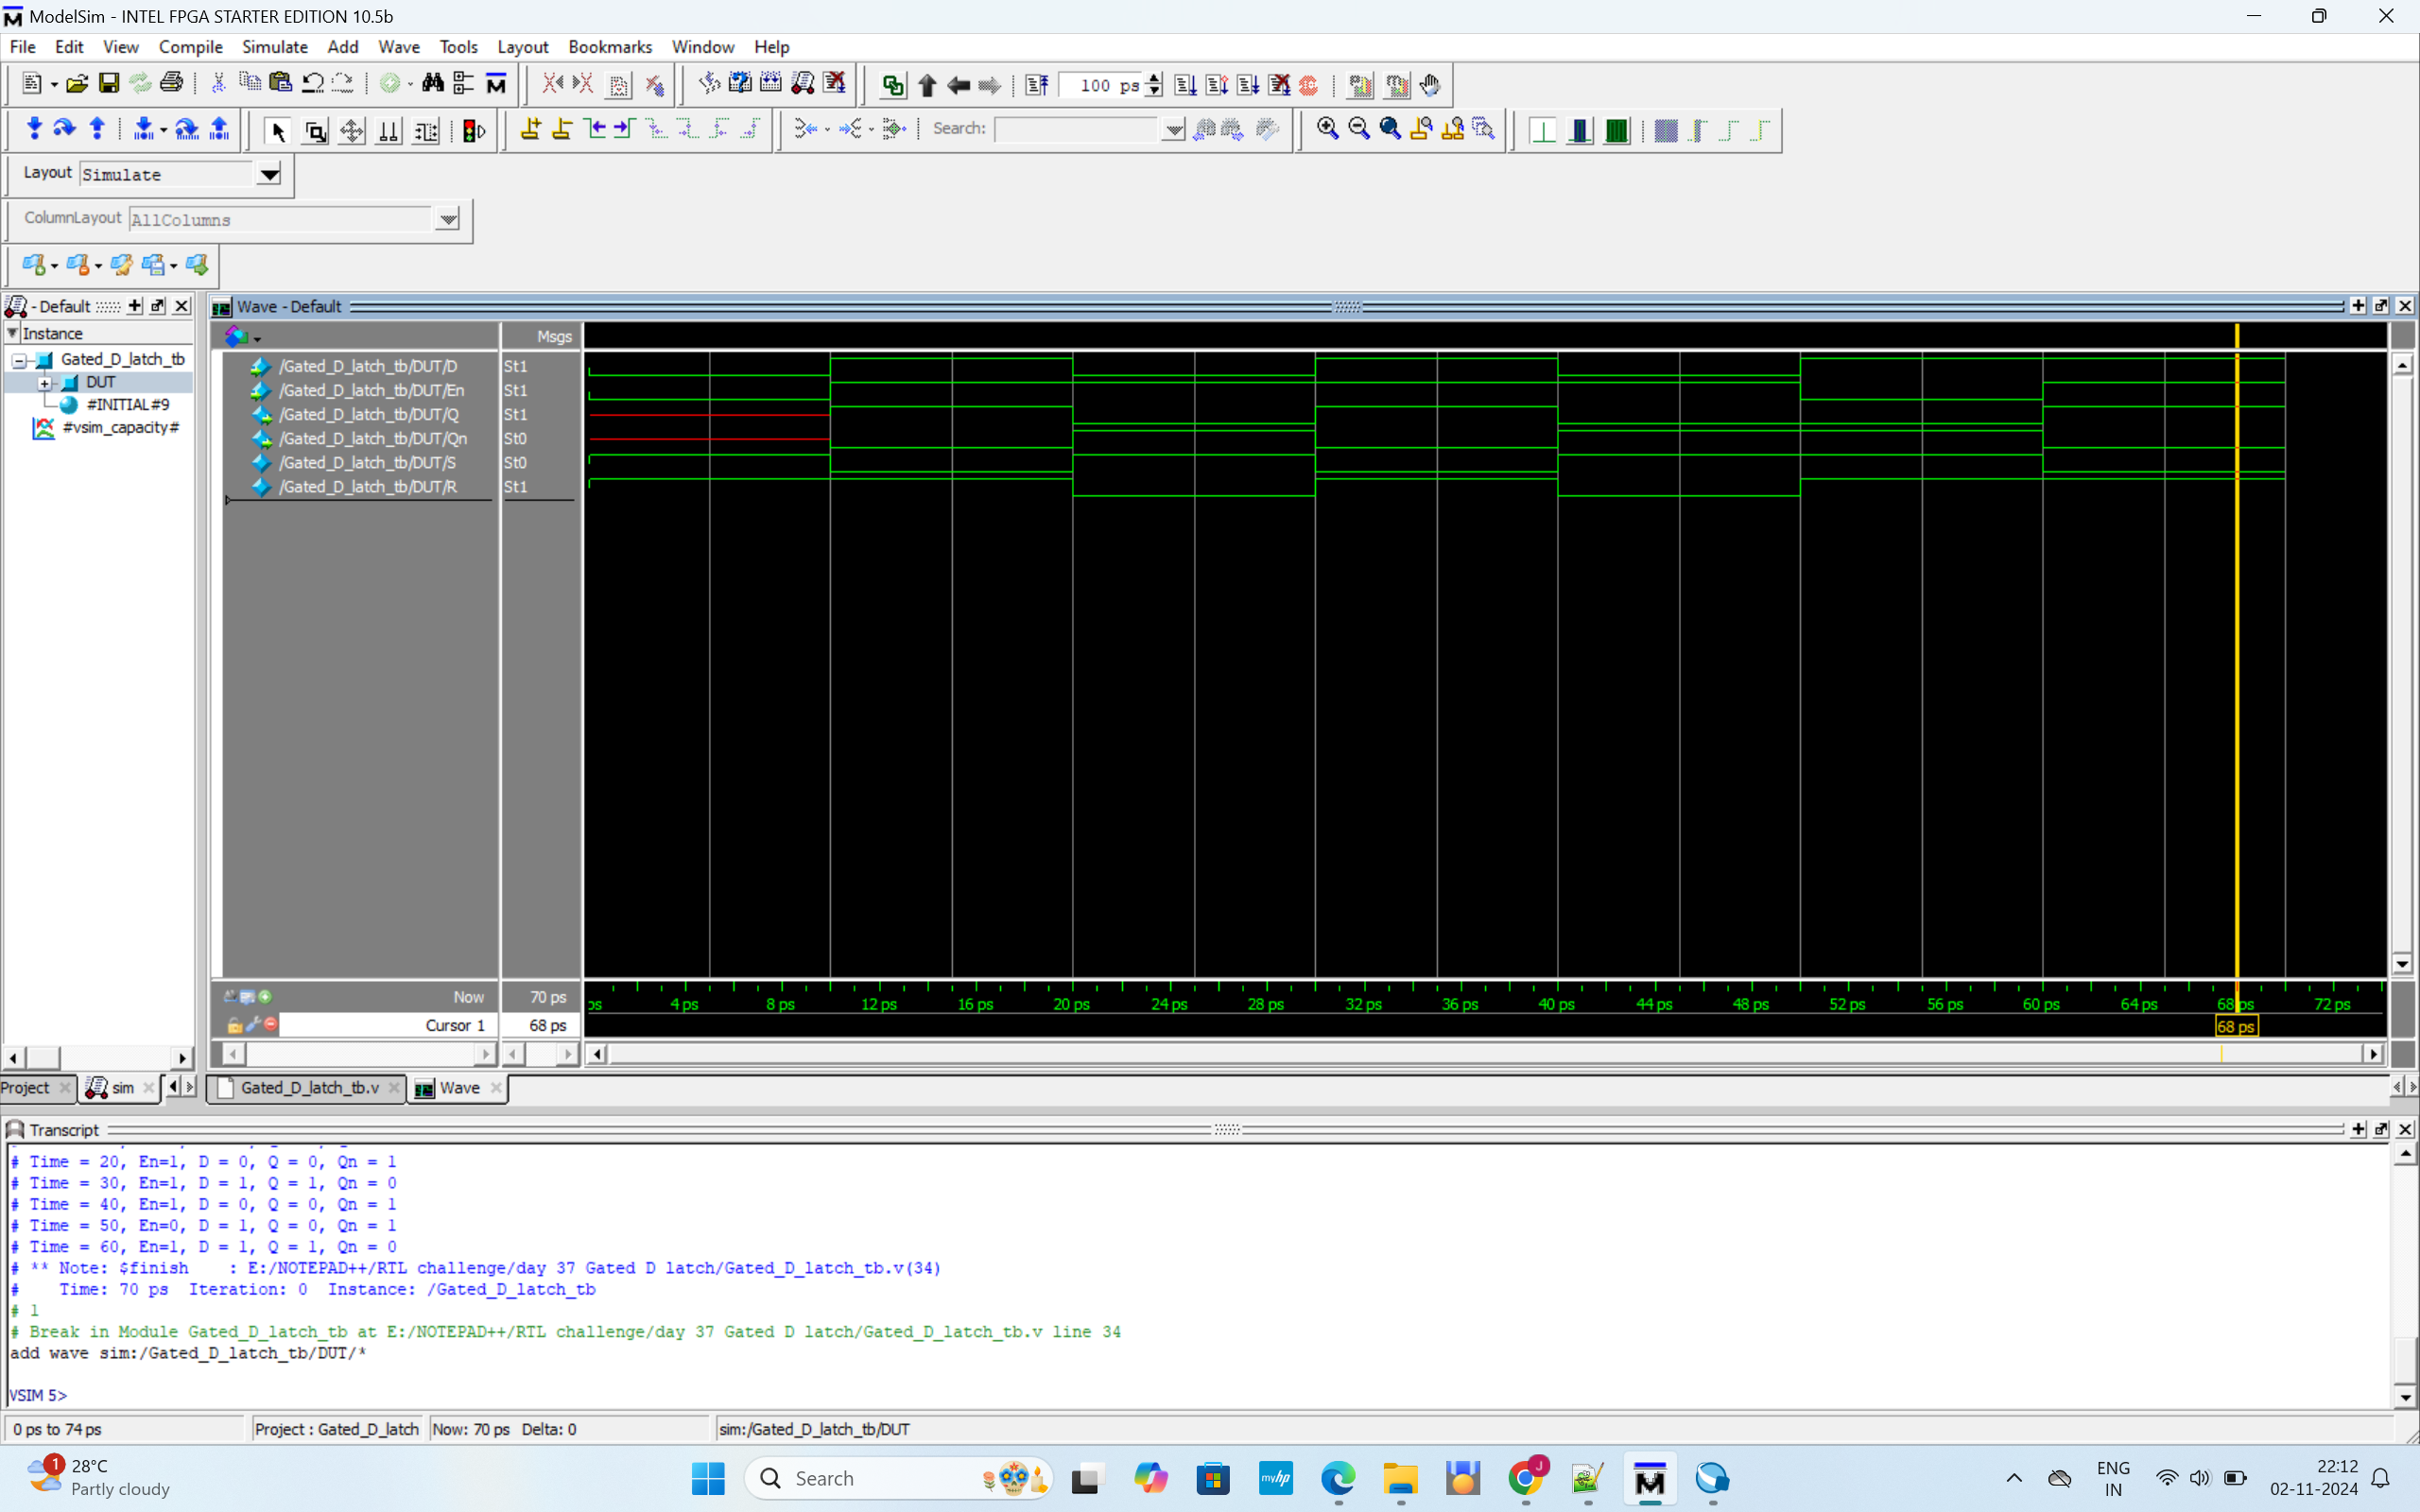 ModelSim - INTEL FPGA STARTER EDITION 10.5b
File Edit View Compile Simulate Add Wave Tools Layout Bookmarks Window Help
100 ps
Search:
Layout Simulate
ColumnLayout AllColumns
- Default
Wave - Default
Instance
Msgs
Gated_D_latch_tb
DUT
#INITIAL#9
#vsim_capacity#
/Gated_D_latch_tb/DUT/D St1
/Gated_D_latch_tb/DUT/En St1
/Gated_D_latch_tb/DUT/Q St1
/Gated_D_latch_tb/DUT/Qn St0
/Gated_D_latch_tb/DUT/S St0
/Gated_D_latch_tb/DUT/R St1
Now 70 ps
ps 4 ps 8 ps 12 ps 16 ps 20 ps 24 ps 28 ps 32 ps 36 ps 40 ps 44 ps 48 ps 52 ps 56 ps 60 ps 64 ps 68 ps 72 ps
Cursor 1 68 ps
68 ps
Project sim Gated_D_latch_tb.v Wave
Transcript
# Time = 20, En=1, D = 0, Q = 0, Qn = 1
# Time = 30, En=1, D = 1, Q = 1, Qn = 0
# Time = 40, En=1, D = 0, Q = 0, Qn = 1
# Time = 50, En=0, D = 1, Q = 0, Qn = 1
# Time = 60, En=1, D = 1, Q = 1, Qn = 0
# ** Note: $finish : E:/NOTEPAD++/RTL challenge/day 37 Gated D latch/Gated_D_latch_tb.v(34)
# Time: 70 ps Iteration: 0 Instance: /Gated_D_latch_tb
# 1
# Break in Module Gated_D_latch_tb at E:/NOTEPAD++/RTL challenge/day 37 Gated D latch/Gated_D_latch_tb.v line 34
add wave sim:/Gated_D_latch_tb/DUT/*
VSIM 5>
0 ps to 74 ps Project : Gated_D_latch Now: 70 ps Delta: 0 sim:/Gated_D_latch_tb/DUT
1
28°C
Partly cloudy
Search
myhp
J
ENG
IN
22:12
02-11-2024